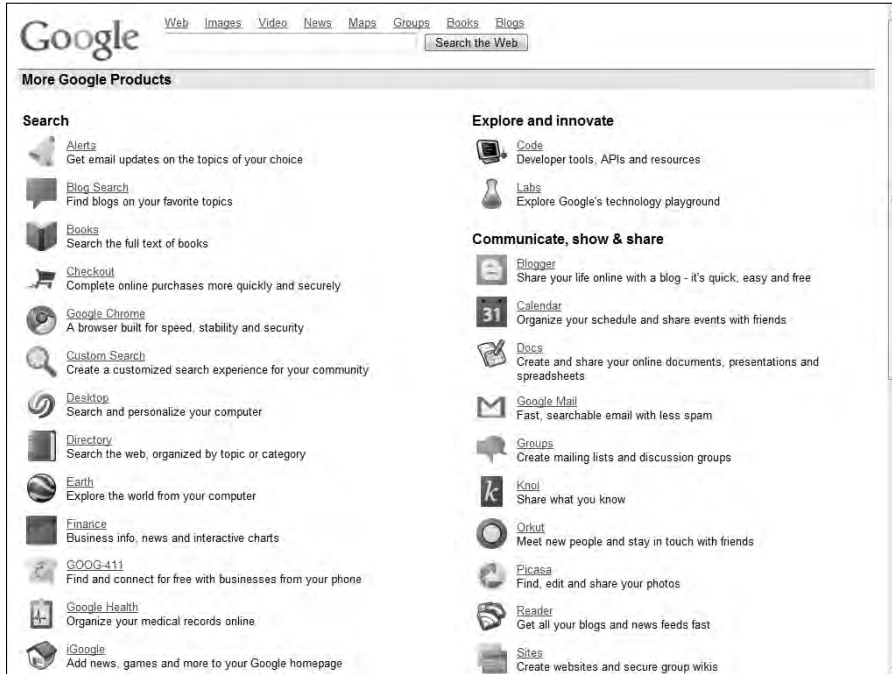 Google
Web Images Video News Maps Groups Books Blogs
Search the Web
More Google Products
Search
Alerts
Get email updates on the topics of your choice
Blog Search
Find blogs on your favorite topics
Books
Search the full text of books
Checkout
Complete online purchases more quickly and securely
Google Chrome
A browser built for speed, stability and security
Custom Search
Create a customized search experience for your community
Desktop
Search and personalize your computer
Directory
Search the web, organized by topic or category
Earth
Explore the world from your computer
Finance
Business info, news and interactive charts
GOOG-411
Find and connect for free with businesses from your phone
Google Health
Organize your medical records online
iGoogle
Add news, games and more to your Google homepage
Explore and innovate
Code
Developer tools, APIs and resources
Labs
Explore Google's technology playground
Communicate, show & share
Blogger
Share your life online with a blog - it's quick, easy and free
31
Calendar
Organize your schedule and share events with friends
Docs
Create and share your online documents, presentations and
spreadsheets
Google Mail
Fast, searchable email with less spam
Groups
Create mailing lists and discussion groups
k
Knol
Share what you know
Orkut
Meet new people and stay in touch with friends
Picasa
Find, edit and share your photos
Reader
Get all your blogs and news feeds fast
Sites
Create websites and secure group wikis